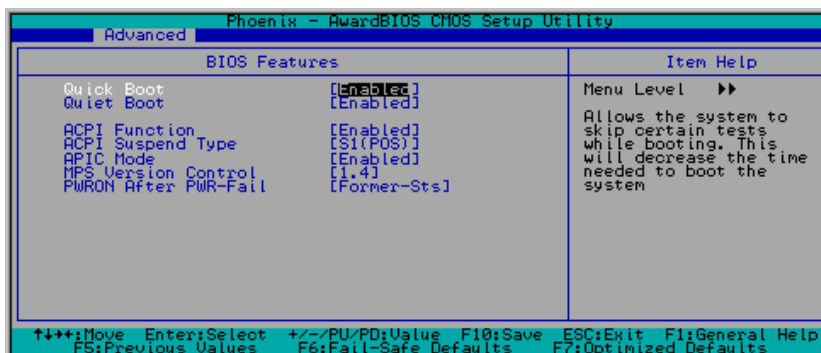 Phoenix - AwardBIOS CMOS Setup Utility
Advanced
BIOS Features
Item Help
Quick Boot [Enabled]
Quiet Boot [Enabled]
ACPI Function [Enabled]
ACPI Suspend Type [S1(POS)]
APIC Mode [Enabled]
MPS Version Control [1.4]
PWRON After PWR-Fail [Former-Sts]
Menu Level ▶▶
Allows the system to
skip certain tests
while booting. This
will decrease the time
needed to boot the
system
↑↓→←:Move Enter:Select +/-/PU/PD:Value F10:Save ESC:Exit F1:General Help
F5:Previous Values F6:Fail-Safe Defaults F7:Optimized Defaults